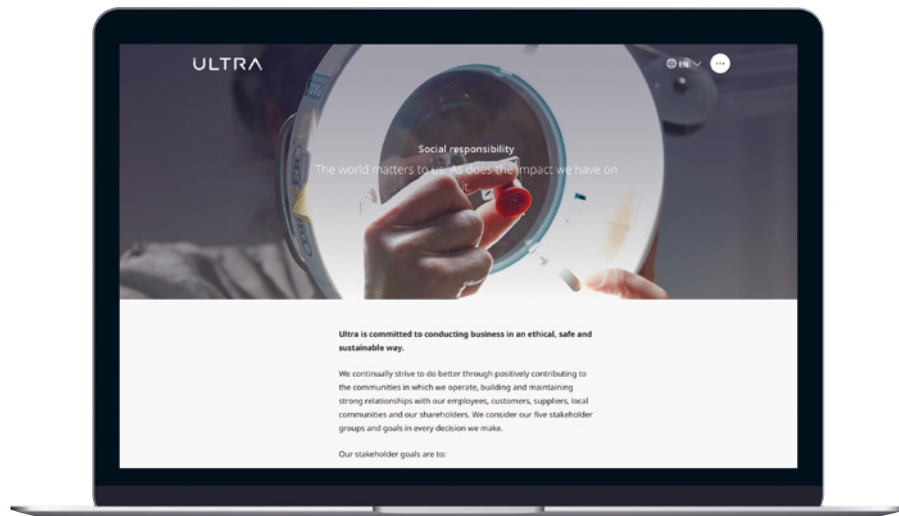 ULTRA
EN
Social responsibility
The world matters to us. As does the impact we have on
it.
Ultra is committed to conducting business in an ethical, safe and
sustainable way.
We continually strive to do better through positively contributing to
the communities in which we operate, building and maintaining
strong relationships with our employees, customers, suppliers, local
communities and our shareholders. We consider our five stakeholder
groups and goals in every decision we make.
Our stakeholder goals are to: